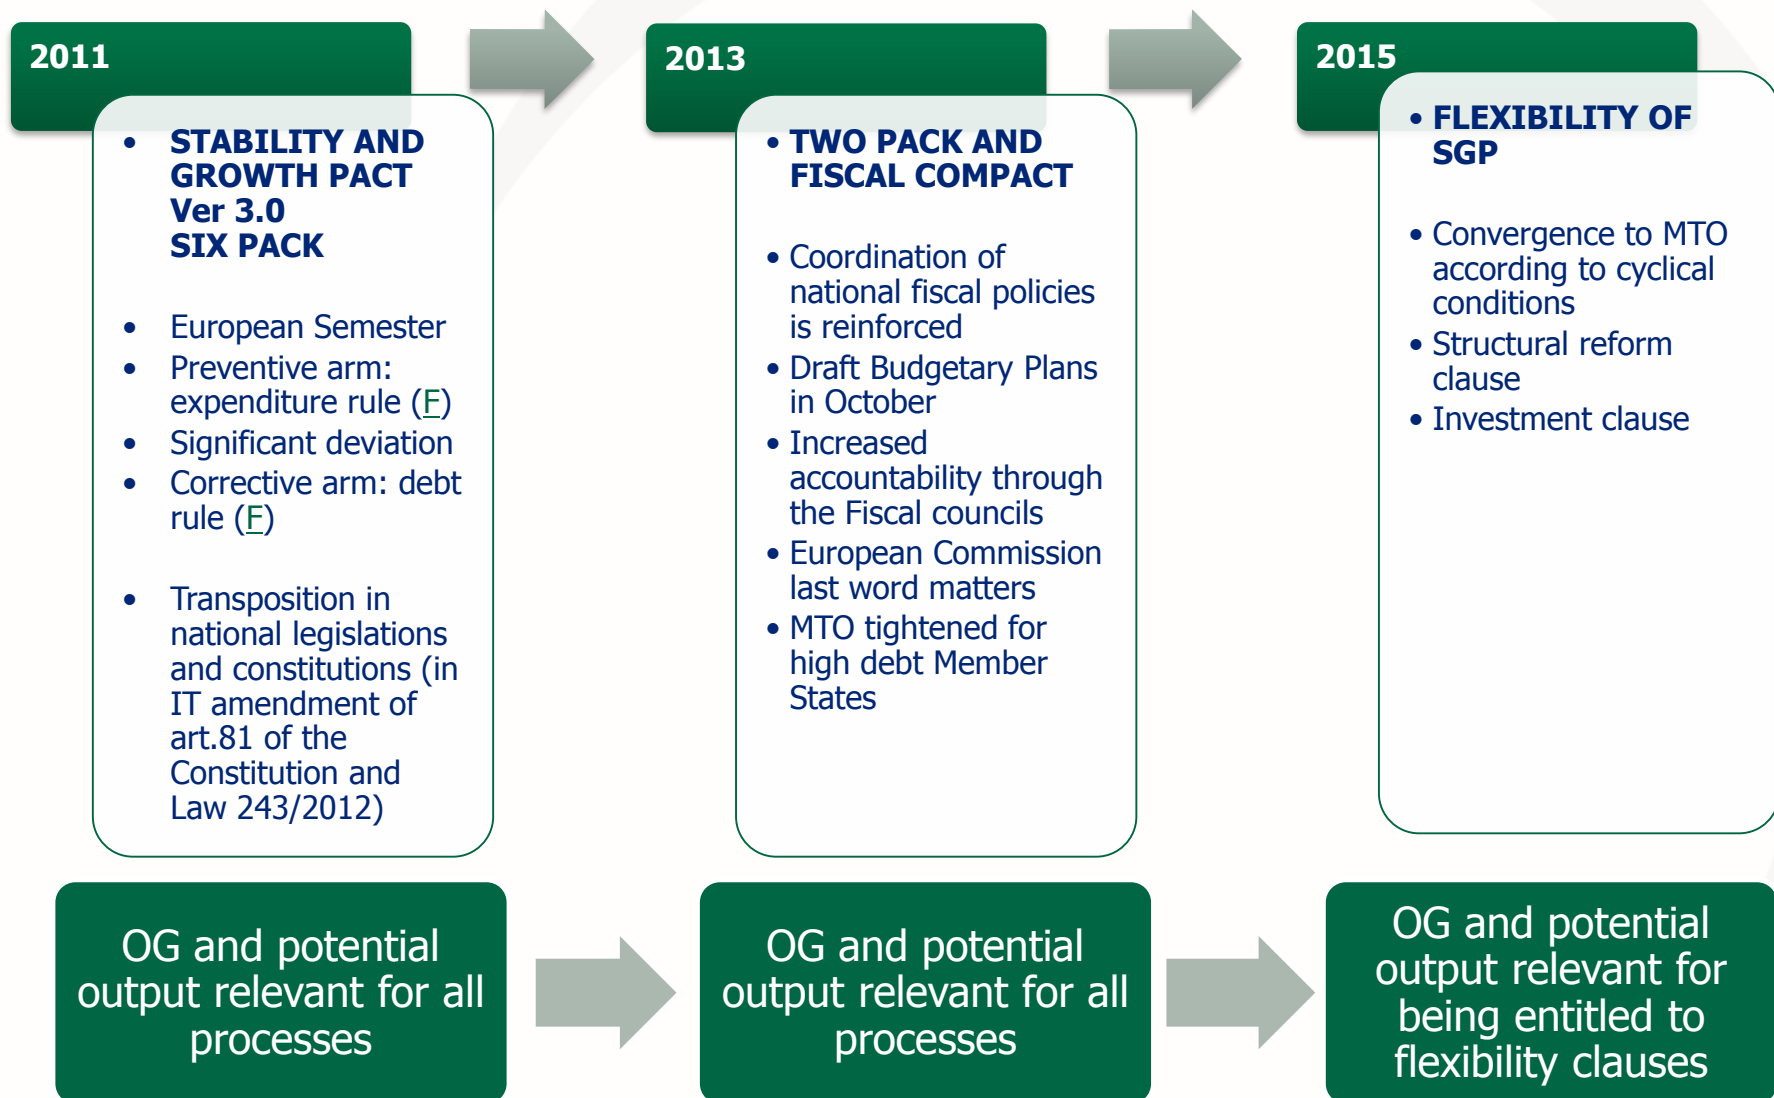 2011
• STABILITY AND
GROWTH PACT
Ver 3.0
SIX PACK
• European Semester
• Preventive arm:
expenditure rule (F)
• Significant deviation
• Corrective arm: debt
rule (F)
• Transposition in
national legislations
and constitutions (in
IT amendment of
art.81 of the
Constitution and
Law 243/2012)
OG and potential
output relevant for all
processes
2013
• TWO PACK AND
FISCAL COMPACT
• Coordination of
national fiscal policies
is reinforced
• Draft Budgetary Plans
in October
• Increased
accountability through
the Fiscal councils
• European Commission
last word matters
• MTO tightened for
high debt Member
States
OG and potential
output relevant for all
processes
2015
• FLEXIBILITY OF
SGP
• Convergence to MTO
according to cyclical
conditions
• Structural reform
clause
• Investment clause
OG and potential
output relevant for
being entitled to
flexibility clauses